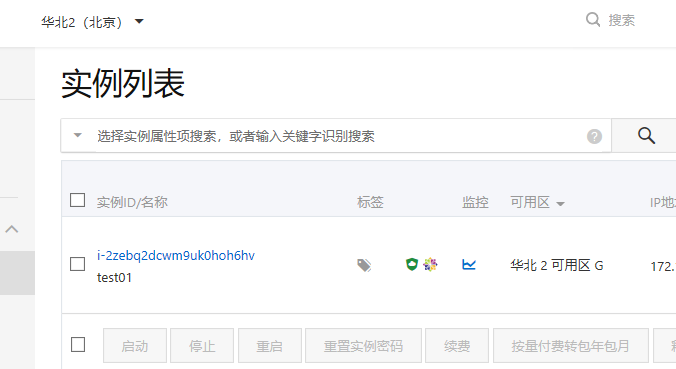 华北2（北京） 搜索
实例列表
选择实例属性项搜索，或者输入关键字识别搜索 ?
实例ID/名称 标签 监控 可用区 IP地
i-2zebq2dcwm9uk0hoh6hv 华北 2 可用区 G 172.
test01
启动 停止 重启 重置实例密码 续费 按量付费转包年包月